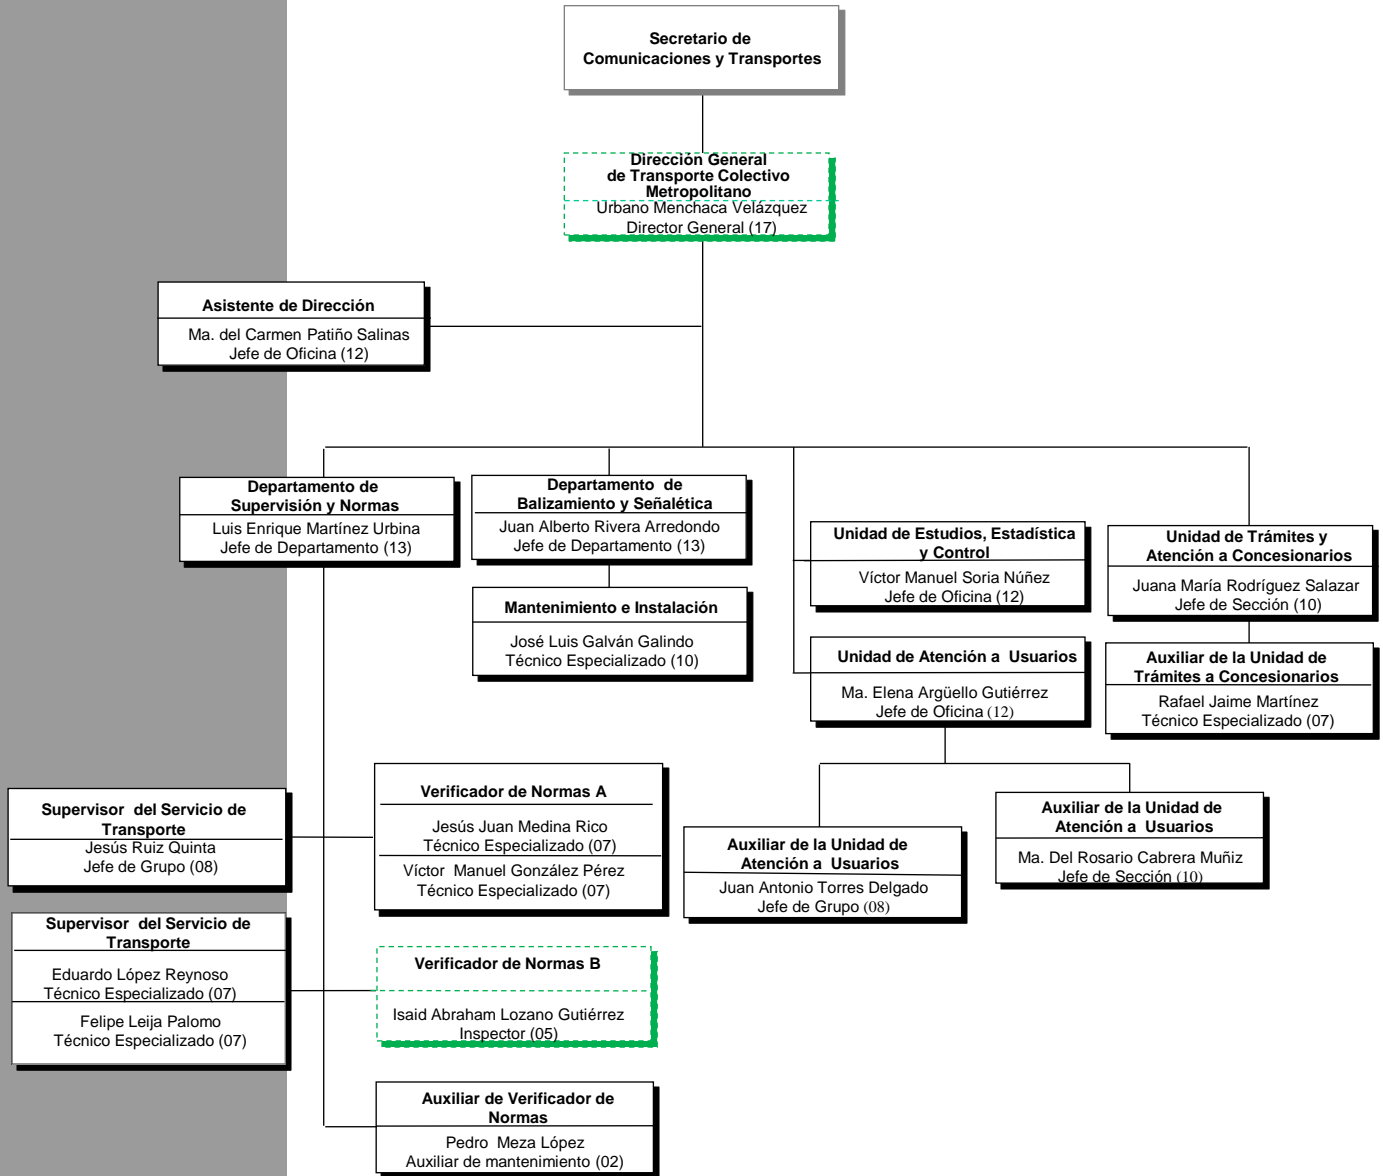 Secretario de
Comunicaciones y Transportes
Dirección General
de Transporte Colectivo
Metropolitano
Urbano Menchaca Velázquez
Director General (17)
Asistente de Dirección
Ma. del Carmen Patiño Salinas
Jefe de Oficina (12)
Departamento de
Supervisión y Normas
Luis Enrique Martínez Urbina
Jefe de Departamento (13)
Departamento de
Balizamiento y Señalética
Juan Alberto Rivera Arredondo
Jefe de Departamento (13)
Mantenimiento e Instalación
José Luis Galván Galindo
Técnico Especializado (10)
Unidad de Estudios, Estadística
y Control
Víctor Manuel Soria Núñez
Jefe de Oficina (12)
Unidad de Trámites y
Atención a Concesionarios
Juana María Rodríguez Salazar
Jefe de Sección (10)
Unidad de Atención a Usuarios
Ma. Elena Argüello Gutiérrez
Jefe de Oficina (12)
Auxiliar de la Unidad de
Trámites a Concesionarios
Rafael Jaime Martínez
Técnico Especializado (07)
Supervisor del Servicio de
Transporte
Jesús Ruiz Quinta
Jefe de Grupo (08)
Verificador de Normas A
Jesús Juan Medina Rico
Técnico Especializado (07)
Víctor Manuel González Pérez
Técnico Especializado (07)
Auxiliar de la Unidad de
Atención a Usuarios
Juan Antonio Torres Delgado
Jefe de Grupo (08)
Auxiliar de la Unidad de
Atención a Usuarios
Ma. Del Rosario Cabrera Muñiz
Jefe de Sección (10)
Supervisor del Servicio de
Transporte
Eduardo López Reynoso
Técnico Especializado (07)
Felipe Leija Palomo
Técnico Especializado (07)
Verificador de Normas B
Isaid Abraham Lozano Gutiérrez
Inspector (05)
Auxiliar de Verificador de
Normas
Pedro Meza López
Auxiliar de mantenimiento (02)